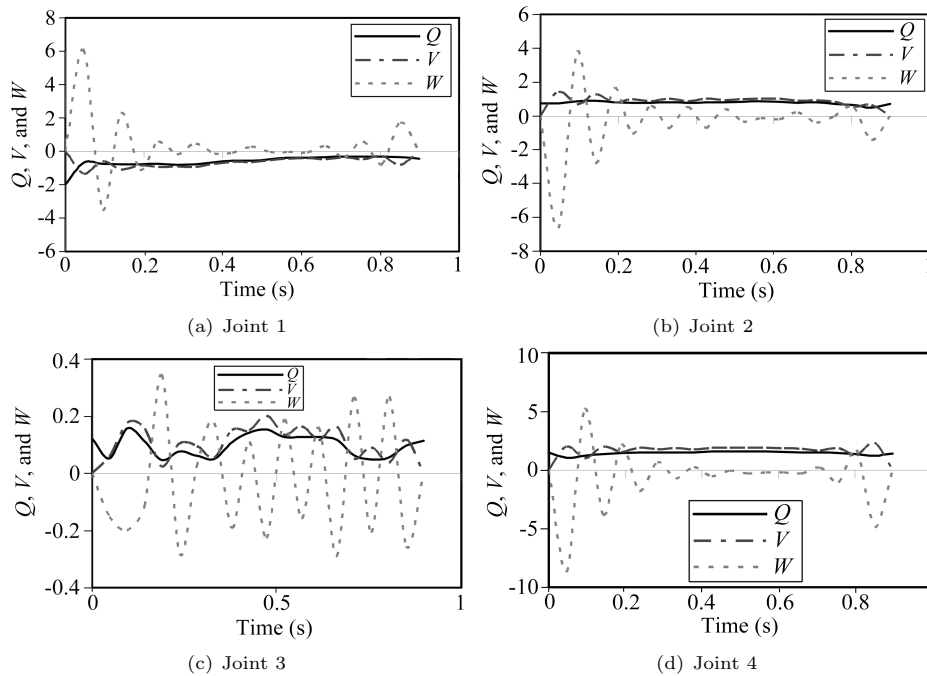 Q, V, and W
8
6
4
2
0
-2
-4
-6
0
0.2
0.4
0.6
0.8
1
Time (s)
Q
V
W
(a) Joint 1
Q, V, and W
6
4
2
0
-2
-4
-6
-8
0
0.2
0.4
0.6
0.8
1
Time (s)
Q
V
W
(b) Joint 2
Q, V, and W
0.4
0.2
0
-0.2
-0.4
0
0.5
1
Time (s)
Q
V
W
(c) Joint 3
Q, V, and W
10
5
0
-5
-10
0
0.2
0.4
0.6
0.8
Time (s)
Q
V
W
(d) Joint 4